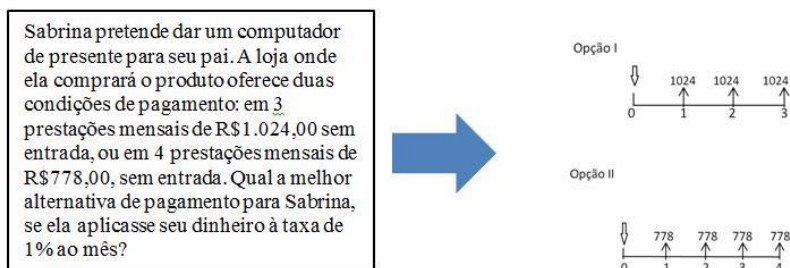 Sabrina pretende dar um computador
de presente para seu pai. A loja onde
ela comprará o produto oferece duas
condições de pagamento: em 3
prestações mensais de R$1.024,00 sem
entrada, ou em 4 prestações mensais de
R$778,00, sem entrada. Qual a melhor
alternativa de pagamento para Sabrina,
se ela aplicasse seu dinheiro à taxa de
1% ao mês?
Opção I
1024 1024 1024
0 1 2 3
Opção II
778 778 778 778
0 1 2 3 4